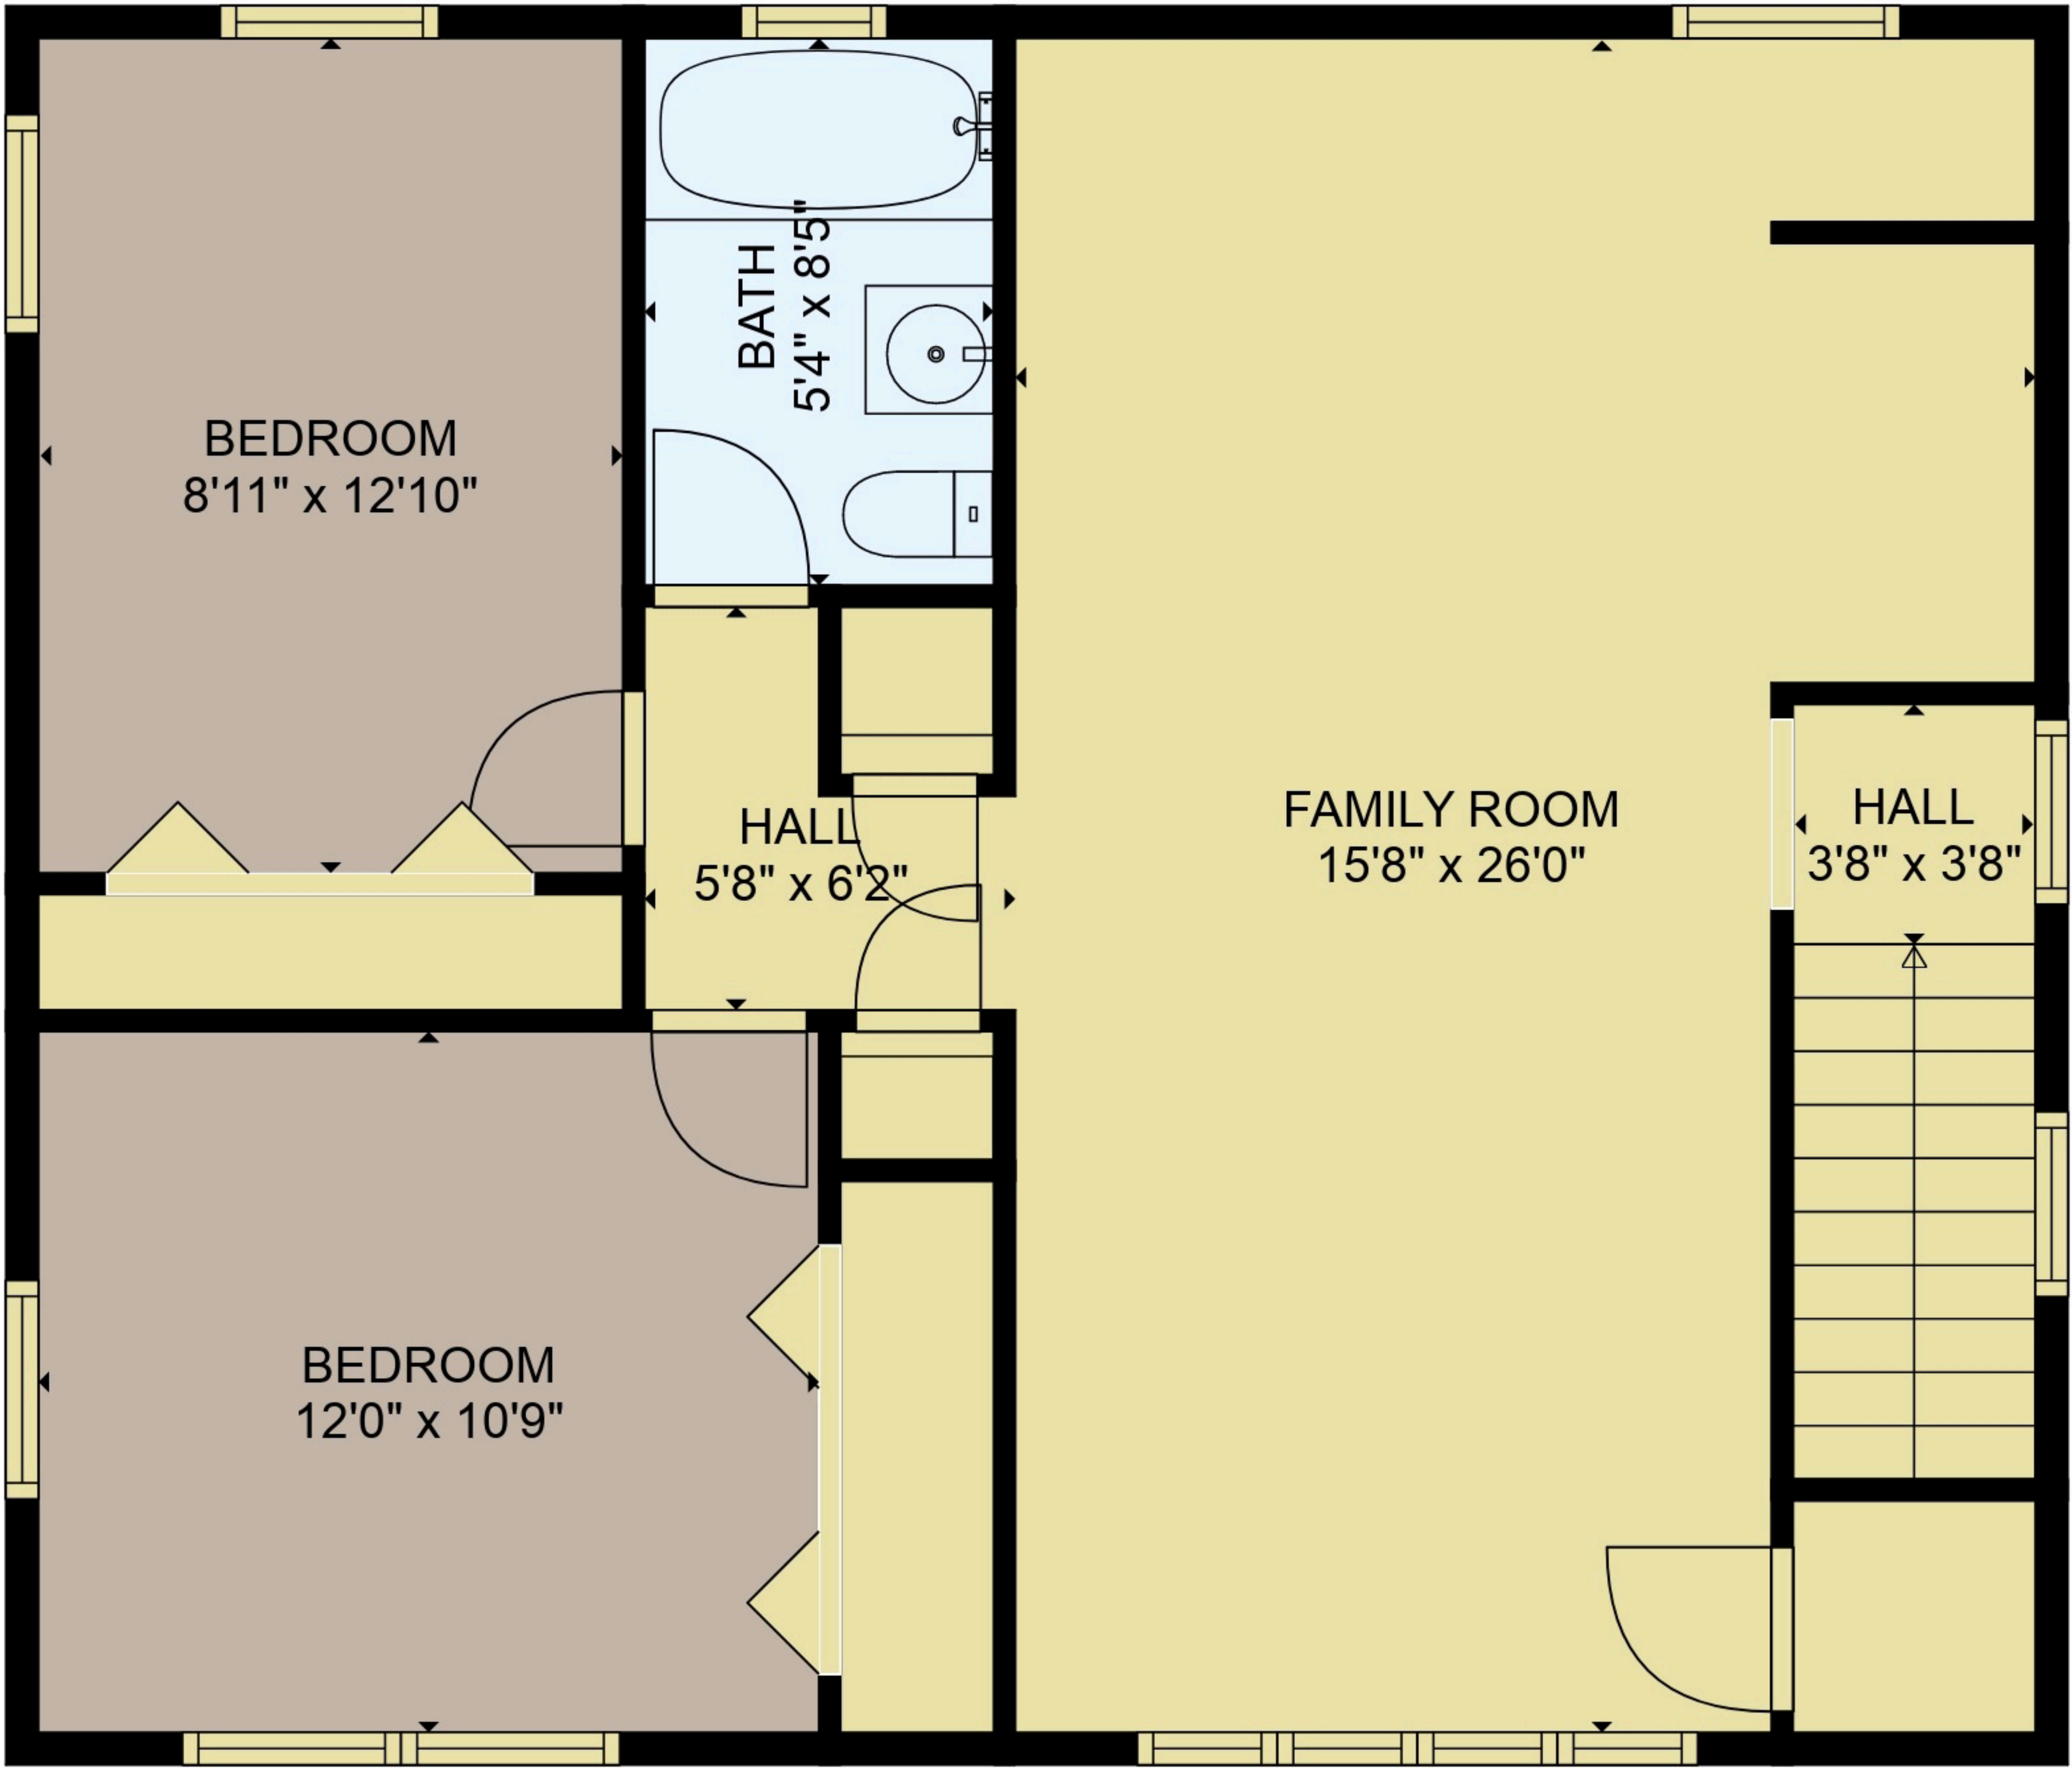 BEDROOM
8'11" x 12'10"
BATH
5'4" x 8'5"
HALL
5'8" x 6'2"
FAMILY ROOM
15'8" x 26'0"
HALL
3'8" x 3'8"
BEDROOM
12'0" x 10'9"